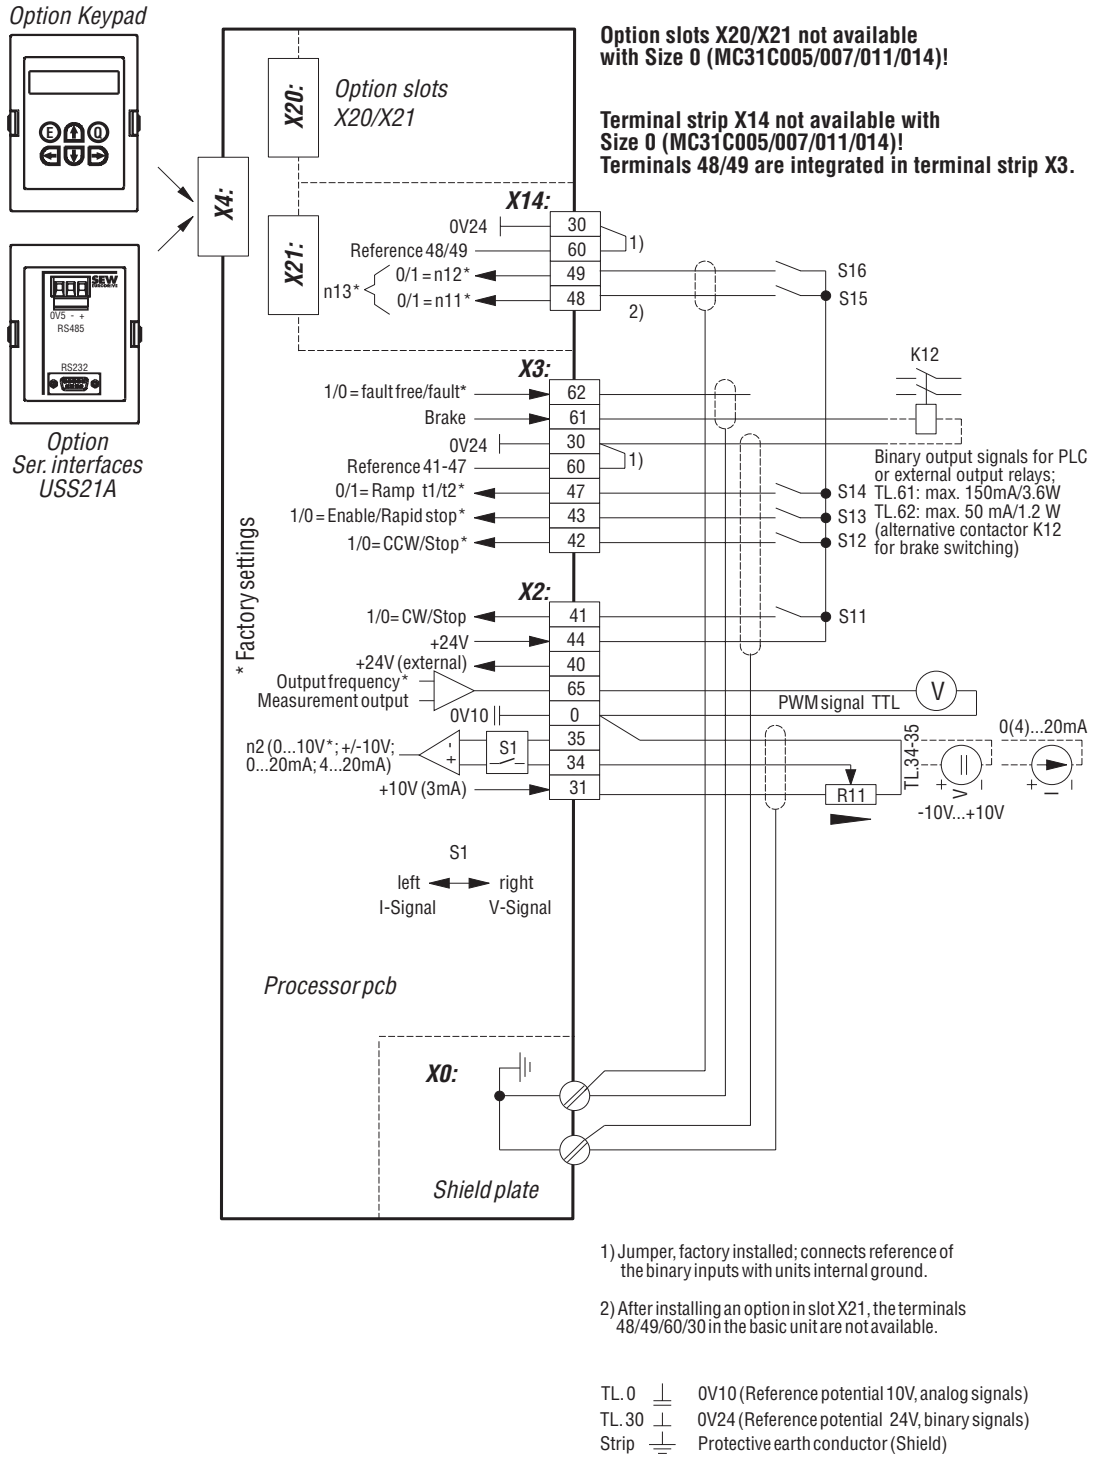 Option Keypad
E Q
SEW
EURODRIVE
0V5 - +
RS485
RS232
Option
Ser. interfaces
USS21A
X4:
X20:
Option slots
X20/X21
X21:
Option slots X20/X21 not available
with Size 0 (MC31C005/007/011/014)!
Terminal strip X14 not available with
Size 0 (MC31C005/007/011/014)!
Terminals 48/49 are integrated in terminal strip X3.
X14:
0V24 30
Reference 48/49 60 1)
n13* 0/1 = n12* 49 S16
0/1 = n11* 48 S15
2)
X3:
K12
1/0 = fault free/fault* 62
Brake 61
0V24 30
Reference 41-47 60 1)
0/1 = Ramp t1/t2* 47 S14
1/0 = Enable/Rapid stop* 43 S13
1/0 = CCW/Stop* 42 S12
Binary output signals for PLC
or external output relays;
TL.61: max. 150mA/3.6W
TL.62: max. 50 mA/1.2 W
(alternative contactor K12
for brake switching)
* Factory settings
X2:
1/0= CW/Stop 41 S11
+24V 44
+24V (external) 40
Output frequency*
Measurement output 65 PWM signal TTL V
0V10 0
n2 (0...10V*; +/-10V;
0...20mA; 4...20mA)
- + S1 35
34
+10V (3mA) 31 R11
TL.34-35
0(4)...20mA
+ V -
+ I -
-10V...+10V
S1
left right
I-Signal V-Signal
Processor pcb
X0:
Shield plate
1) Jumper, factory installed; connects reference of
the binary inputs with units internal ground.
2) After installing an option in slot X21, the terminals
48/49/60/30 in the basic unit are not available.
TL. 0 0V10 (Reference potential 10V, analog signals)
TL. 30 0V24 (Reference potential 24V, binary signals)
Strip Protective earth conductor (Shield)